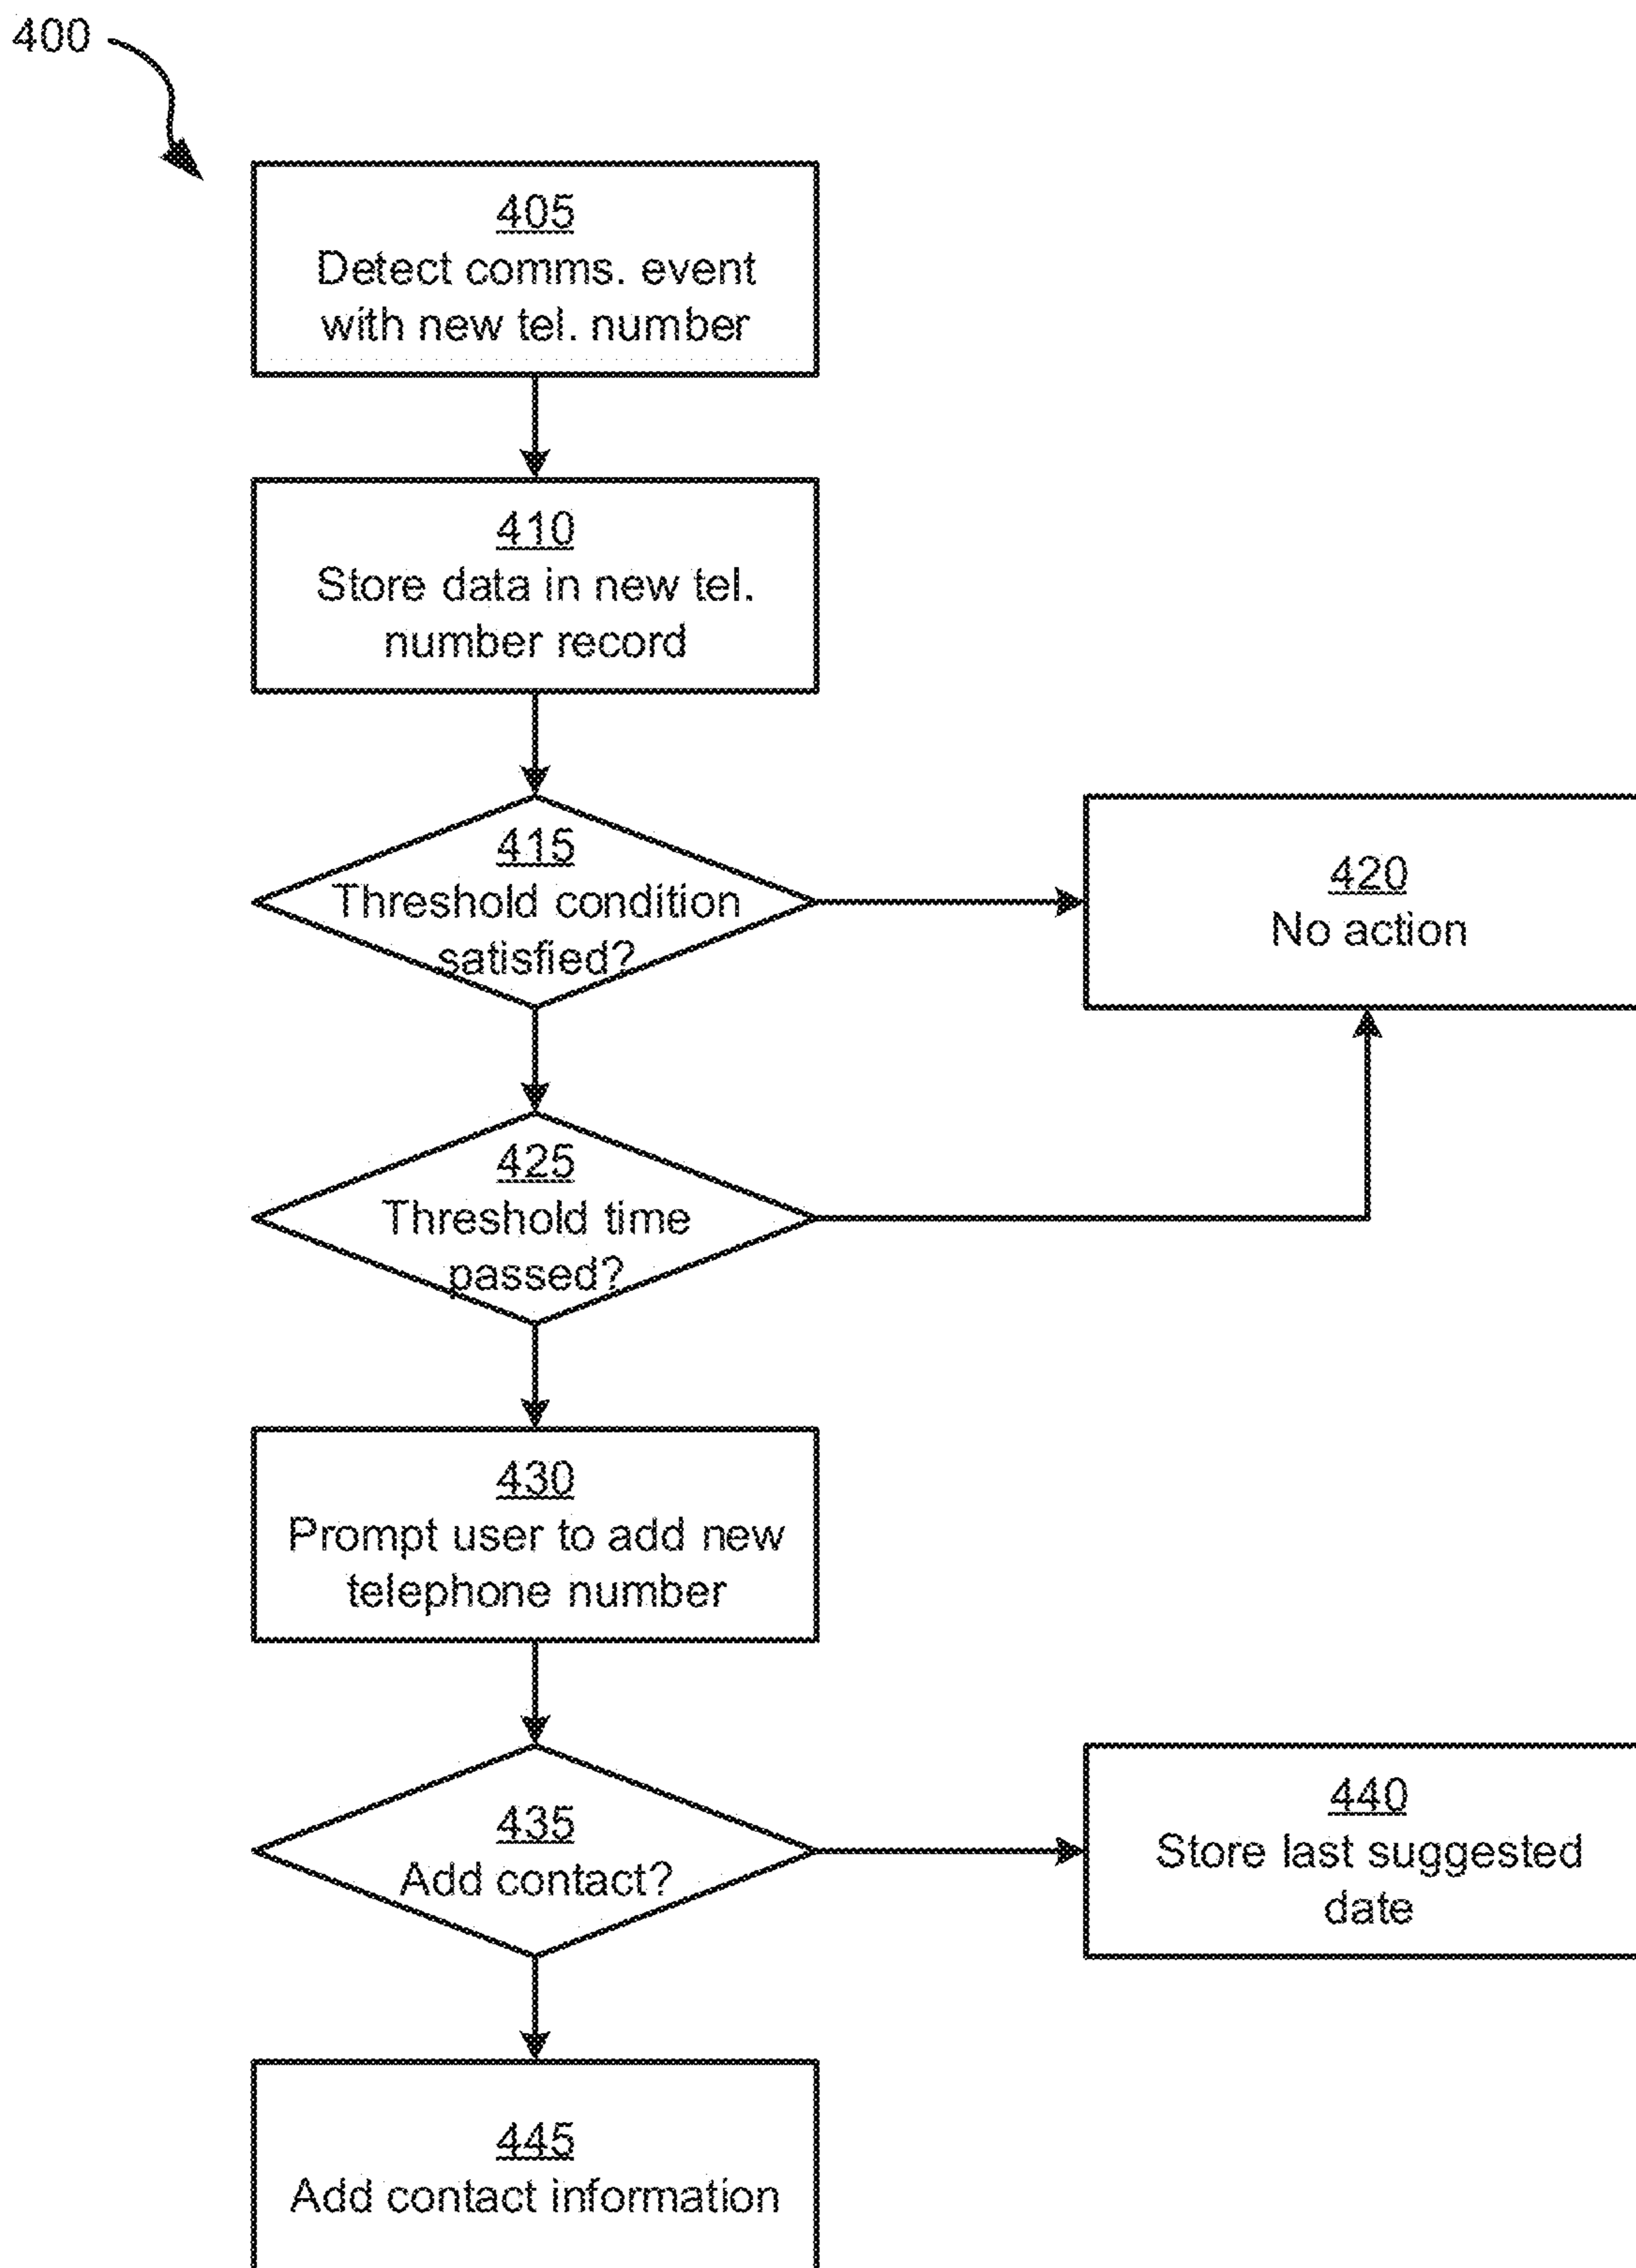 400
405
Detect comms. event
with new tel. number
410
Store data in new tel.
number record
415
Threshold condition
satisfied?
420
No action
425
Threshold time
passed?
430
Prompt user to add new
telephone number
435
Add contact?
440
Store last suggested
date
445
Add contact information